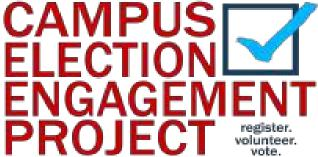 CAMPUS
ELECTION
ENGAGEMENT
PROJECT
register.
volunteer.
vote.